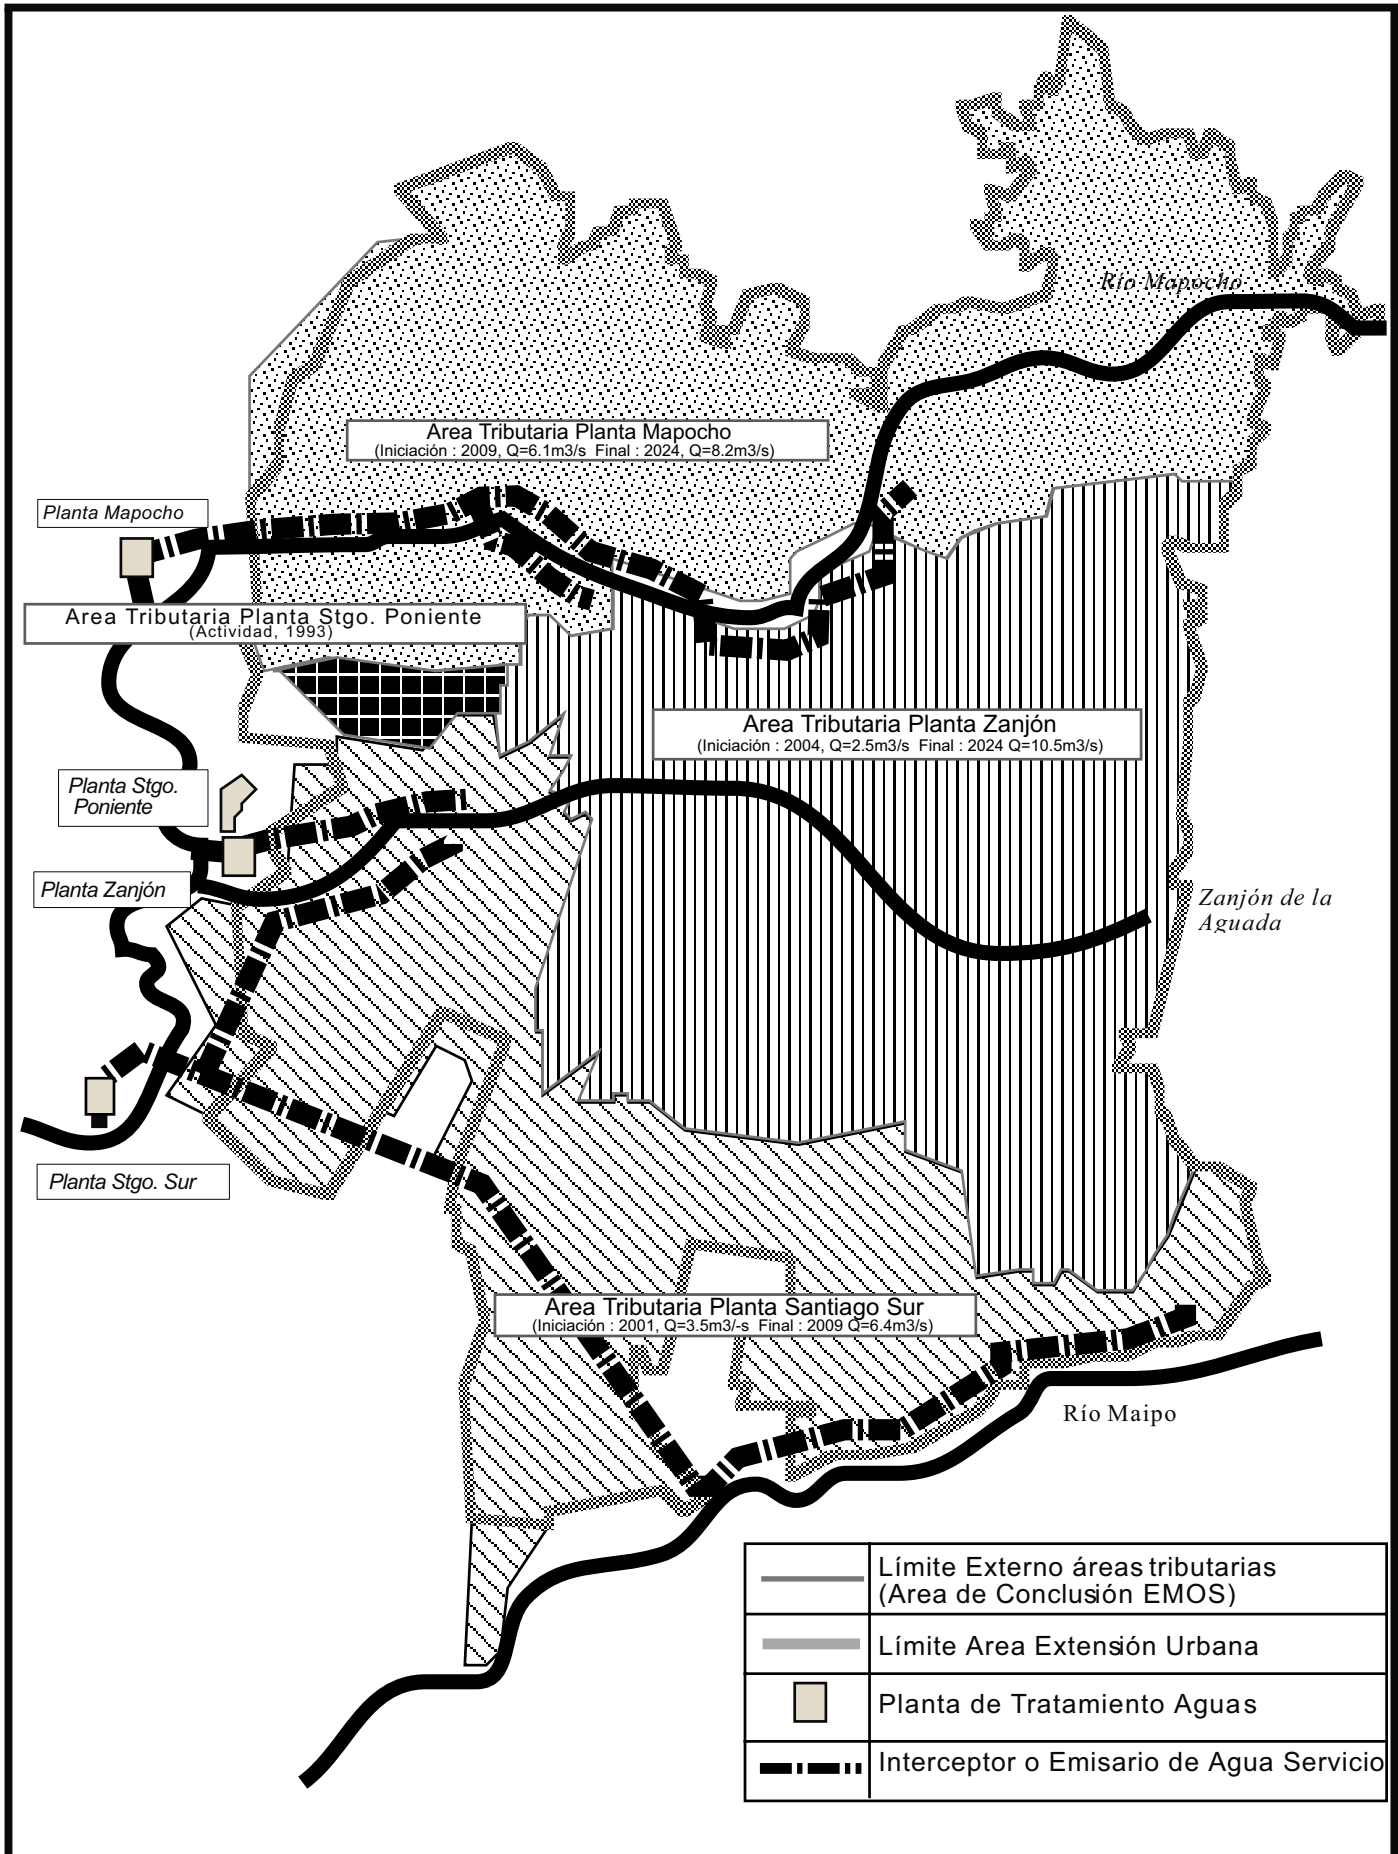 Río Mapocho
Area Tributaria Planta Mapocho
(Iniciación : 2009, Q=6.1m3/s Final : 2024, Q=8.2m3/s)
Planta Mapocho
Area Tributaria Planta Stgo. Poniente
(Actividad, 1993)
Area Tributaria Planta Zanjón
(Iniciación : 2004, Q=2.5m3/s Final : 2024 Q=10.5m3/s)
Planta Stgo.
Poniente
Planta Zanjón
Zanjón de la
Aguada
Planta Stgo. Sur
Area Tributaria Planta Santiago Sur
(Iniciación : 2001, Q=3.5m3/-s Final : 2009 Q=6.4m3/s)
Río Maipo
Límite Externo áreas tributarias
(Area de Conclusión EMOS)
Límite Area Extensión Urbana
Planta de Tratamiento Aguas
Interceptor o Emisario de Agua Servicio